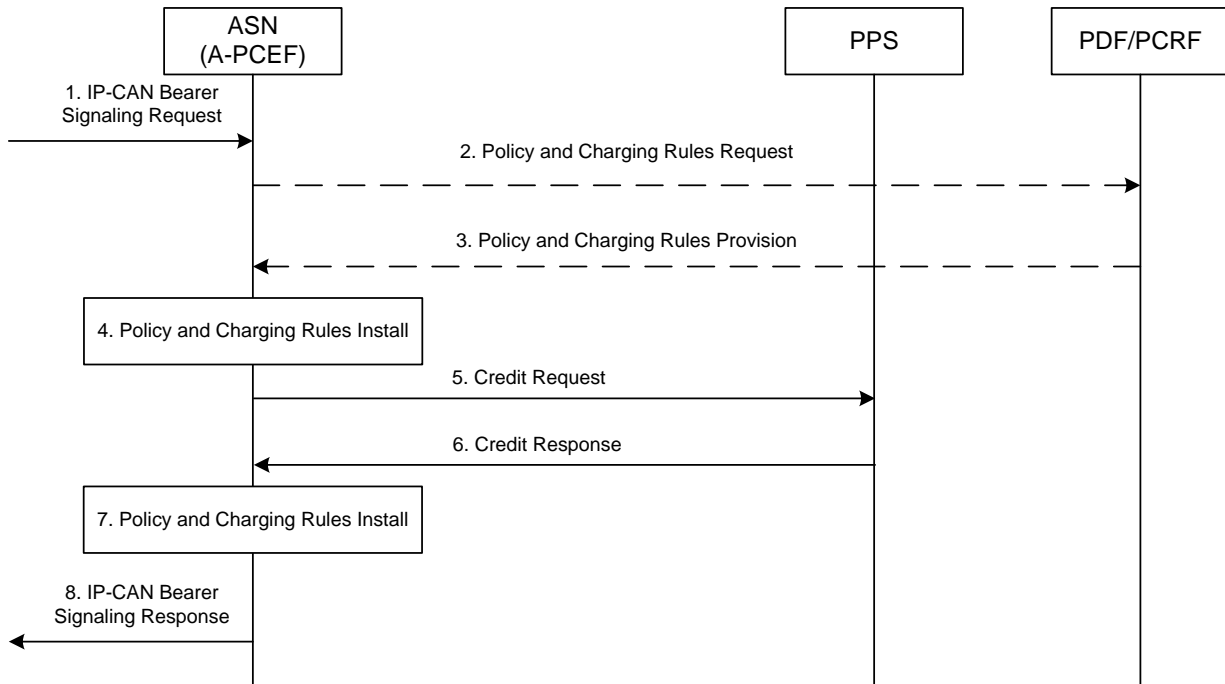 ASN
(A-PCEF)
PPS
PDF/PCRF
1. IP-CAN Bearer
Signaling Request
2. Policy and Charging Rules Request
3. Policy and Charging Rules Provision
4. Policy and Charging Rules Install
5. Credit Request
6. Credit Response
7. Policy and Charging Rules Install
8. IP-CAN Bearer
Signaling Response